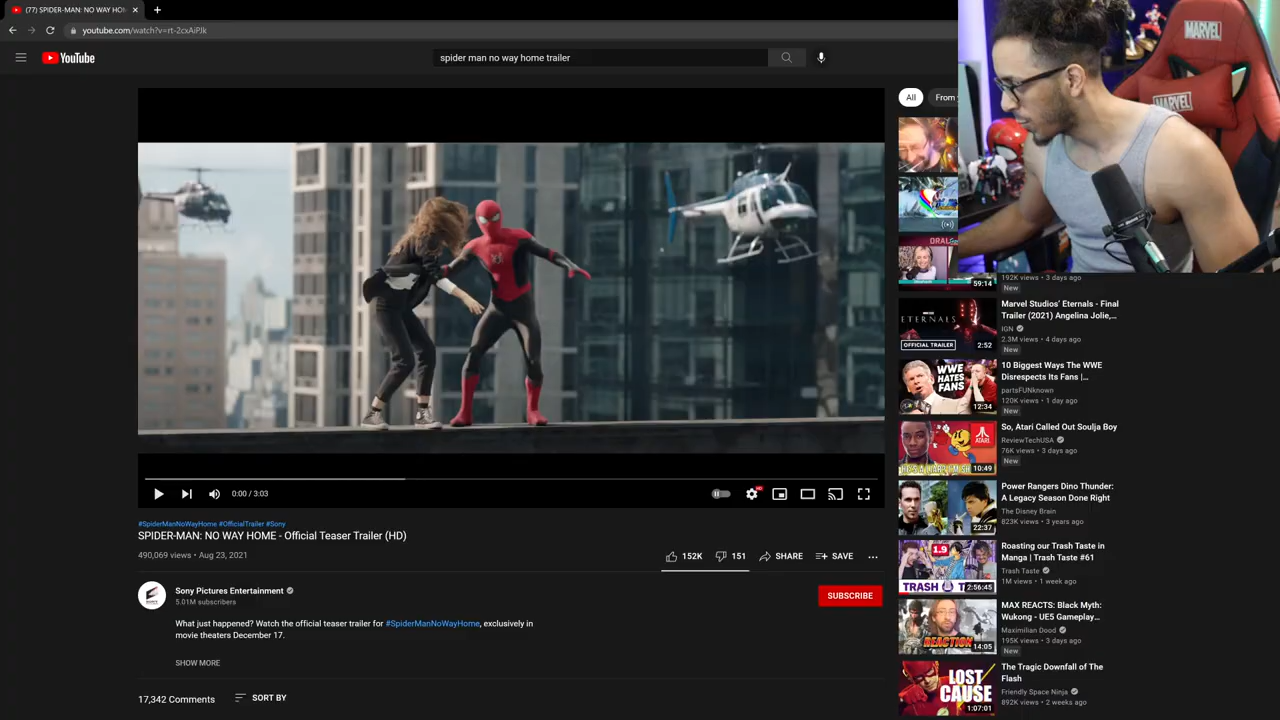 (77) SPIDER-MAN: NO WAY HOM
youtube.com/watch?v=rt-2cxAiPJk
YouTube
spider man no way home trailer
All
From
MARVEL
MARVEL
0:00 / 3:03
HD
#SpiderManNoWayHome #OfficialTrailer #Sony
SPIDER-MAN: NO WAY HOME - Official Teaser Trailer (HD)
490,069 views • Aug 23, 2021
152K
151
SHARE
SAVE
Sony Pictures Entertainment
5.01M subscribers
SUBSCRIBE
What just happened? Watch the official teaser trailer for #SpiderManNoWayHome, exclusively in
movie theaters December 17.
SHOW MORE
17,342 Comments
SORT BY
ORAL
59:14
192K views • 3 days ago
New
ETERNALS
OFFICIAL TRAILER
2:52
Marvel Studios' Eternals - Final
Trailer (2021) Angelina Jolie,...
IGN
2.3M views • 4 days ago
New
WWE
HATES
FANS
12:34
10 Biggest Ways The WWE
Disrespects Its Fans |...
partsFUNknown
120K views • 1 day ago
New
ATARI
10:49
So, Atari Called Out Soulja Boy
ReviewTechUSA
76K views • 3 days ago
New
22:37
Power Rangers Dino Thunder:
A Legacy Season Done Right
The Disney Brain
823K views • 3 years ago
1.9
TRASH
2:56:45
Roasting our Trash Taste in
Manga | Trash Taste #61
Trash Taste
1M views • 1 week ago
REACTION
14:05
MAX REACTS: Black Myth:
Wukong - UE5 Gameplay...
Maximilian Dood
195K views • 3 days ago
New
LOST
CAUSE
1:07:01
The Tragic Downfall of The
Flash
Friendly Space Ninja
892K views • 2 weeks ago